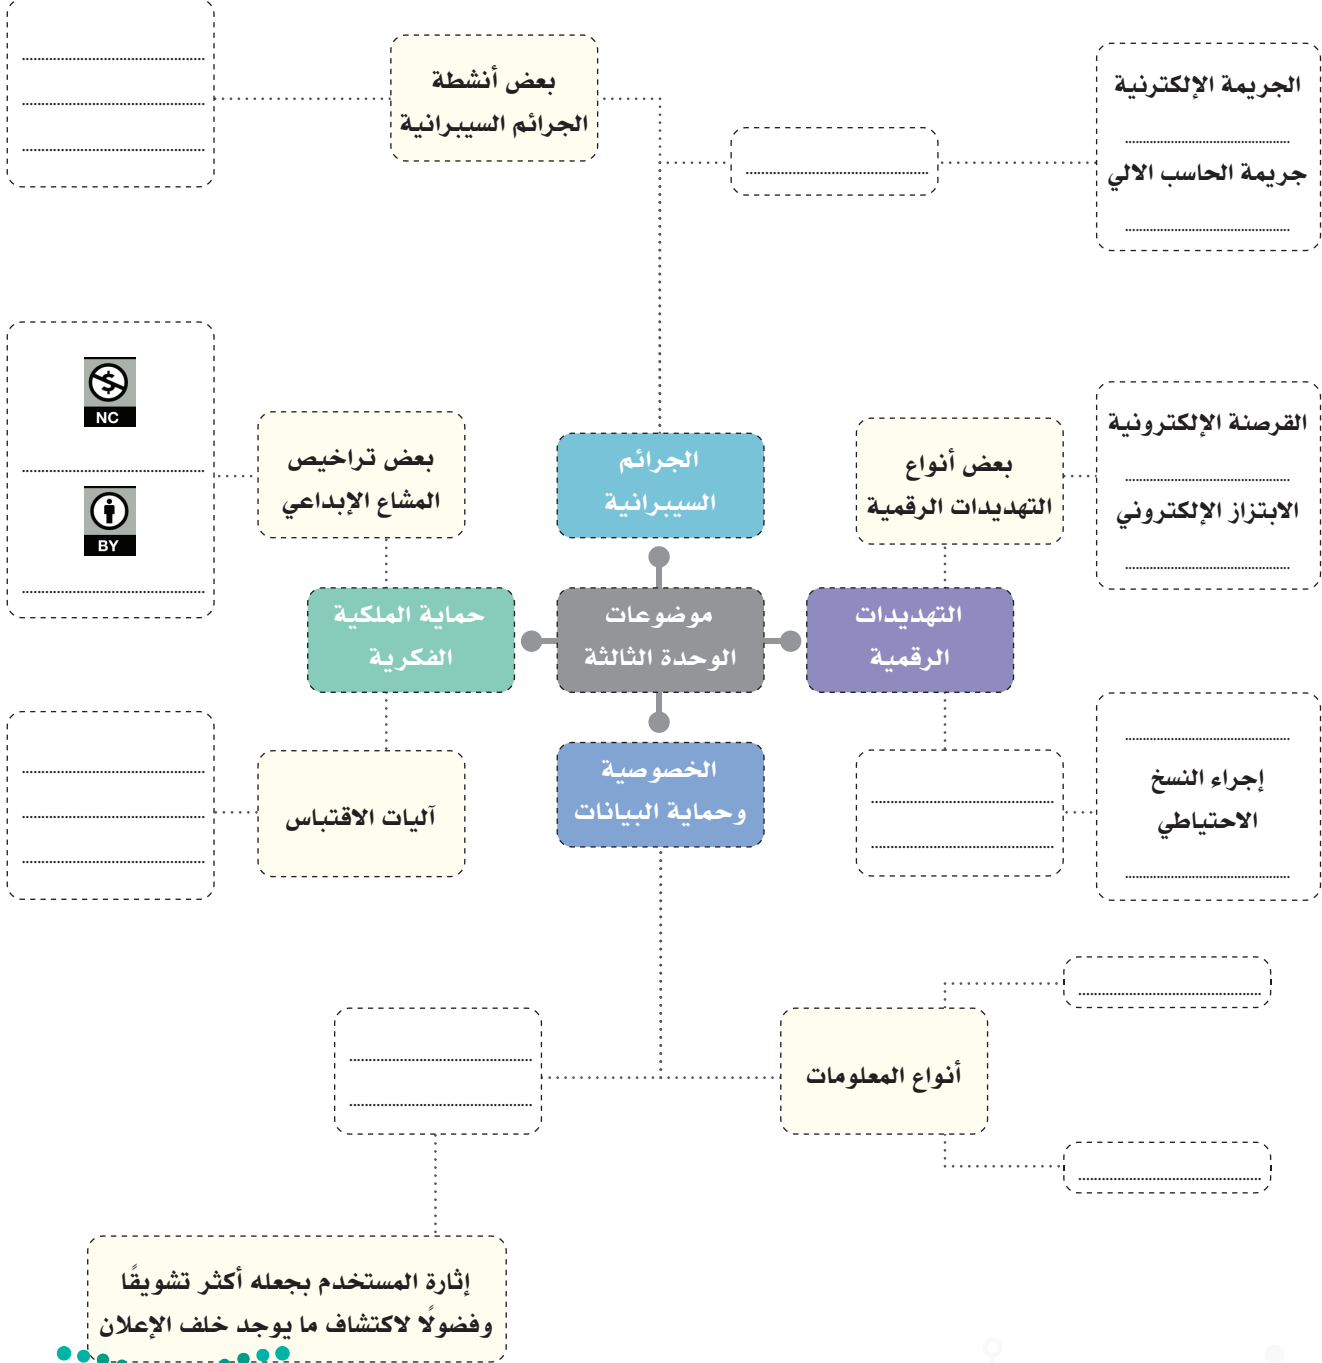 بعض أنشطة
الجرائم السيبرانية
الجريمة الإلكترنية
جريمة الحاسب الالي
NC
BY
بعض تراخيص
المشاع الإبداعي
الجرائم
السيبرانية
بعض أنواع
التهديدات الرقمية
القرصنة الإلكترونية
الابتزاز الإلكتروني
حماية الملكية
الفكرية
موضوعات
الوحدة الثالثة
التهديدات
الرقمية
آليات الاقتباس
الخصوصية
وحماية البيانات
إجراء النسخ
الاحتياطي
أنواع المعلومات
إثارة المستخدم بجعله أكثر تشويقًا
وفضولًا لاكتشاف ما يوجد خلف الإعلان